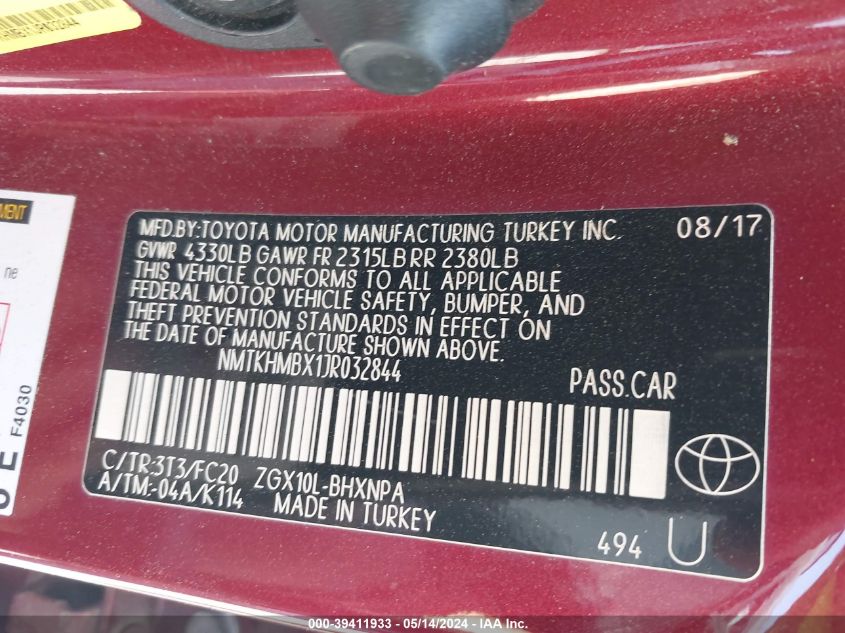 MFD.BY:TOYOTA MOTOR MANUFACTURING TURKEY INC. 08/17
GVWR 4330LB GAWR FR 2315LB RR 2380LB
THIS VEHICLE CONFORMS TO ALL APPLICABLE
FEDERAL MOTOR VEHICLE SAFETY, BUMPER, AND
THEFT PREVENTION STANDARDS IN EFFECT ON
THE DATE OF MANUFACTURE SHOWN ABOVE.
NMTKHMBX1JR032844 PASS.CAR
C/TR:3T3/FC20 ZGX10L-BHXNPA
A/TM:-04A/K114 MADE IN TURKEY
494 U
ne
F4030
000-39411933 - 05/14/2024 - IAA Inc.